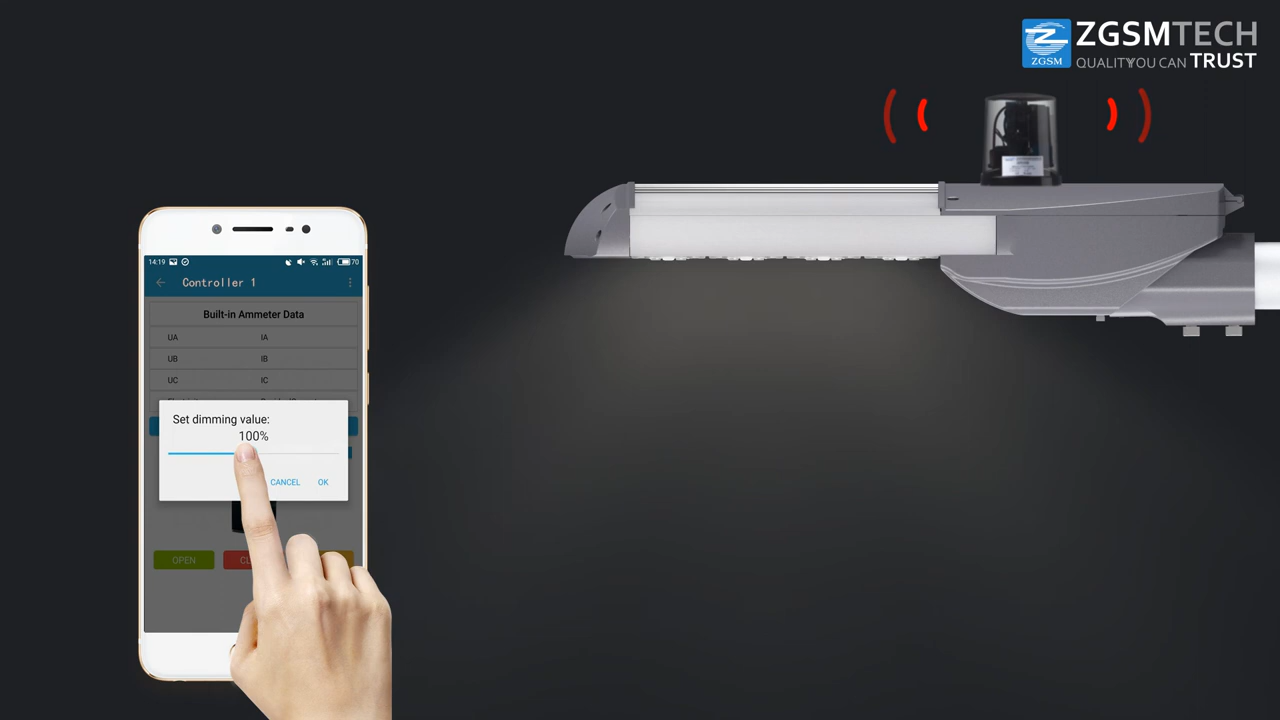 ZGSMTECH
ZGSM
QUALITY YOU CAN TRUST
14:19
70
Controller 1
Built-in Ammeter Data
UA IA
UB IB
UC IC
Set dimming value:
100%
CANCEL OK
OPEN